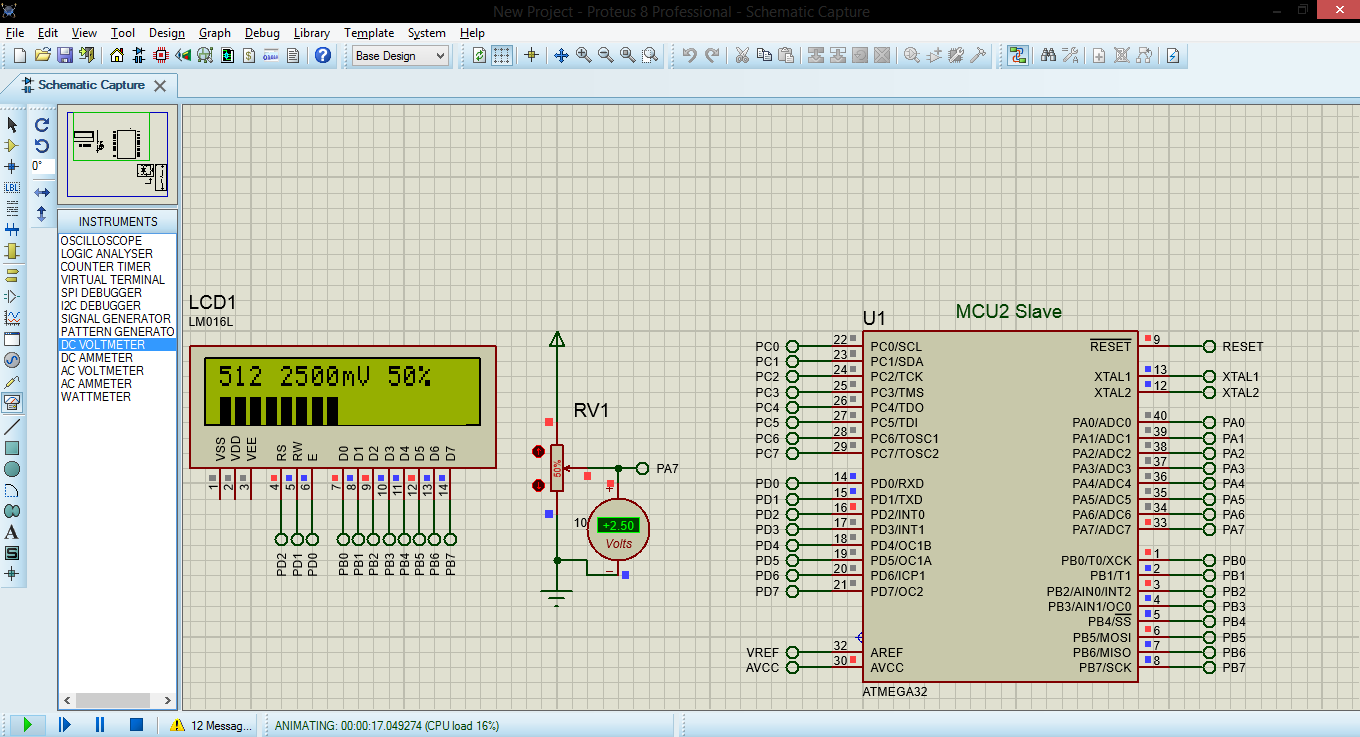 New Project - Proteus 8 Professional - Schematic Capture
File Edit View Tool Design Graph Debug Library Template System Help
Base Design
Schematic Capture
0°
LBL
INSTRUMENTS
OSCILLOSCOPE
LOGIC ANALYSER
COUNTER TIMER
VIRTUAL TERMINAL
SPI DEBUGGER
I2C DEBUGGER
SIGNAL GENERATOR
PATTERN GENERATO
DC VOLTMETER
DC AMMETER
AC VOLTMETER
AC AMMETER
WATTMETER
A
S
LCD1
LM016L
512 2500mV 50%
VSS VDD VEE RS RW E D0 D1 D2 D3 D4 D5 D6 D7
1 2 3 4 5 6 7 8 9 10 11 12 13 14
PD2 PD1 PD0 PB0 PB1 PB2 PB3 PB4 PB5 PB6 PB7
RV1
50%
PA7
10
+2.50
Volts
MCU2 Slave
U1
PC0 22 PC0/SCL RESET 9 RESET
PC1 23 PC1/SDA
PC2 24 PC2/TCK XTAL1 13 XTAL1
PC3 25 PC3/TMS XTAL2 12 XTAL2
PC4 26 PC4/TDO
PC5 27 PC5/TDI PA0/ADC0 40 PA0
PC6 28 PC6/TOSC1 PA1/ADC1 39 PA1
PC7 29 PC7/TOSC2 PA2/ADC2 38 PA2
PA3/ADC3 37 PA3
PD0 14 PD0/RXD PA4/ADC4 36 PA4
PD1 15 PD1/TXD PA5/ADC5 35 PA5
PD2 16 PD2/INT0 PA6/ADC6 34 PA6
PD3 17 PD3/INT1 PA7/ADC7 33 PA7
PD4 18 PD4/OC1B
PD5 19 PD5/OC1A PB0/T0/XCK 1 PB0
PD6 20 PD6/ICP1 PB1/T1 2 PB1
PD7 21 PD7/OC2 PB2/AIN0/INT2 3 PB2
PB3/AIN1/OC0 4 PB3
PB4/SS 5 PB4
PB5/MOSI 6 PB5
VREF 32 AREF PB6/MISO 7 PB6
AVCC 30 AVCC PB7/SCK 8 PB7
ATMEGA32
12 Messag... ANIMATING: 00:00:17.049274 (CPU load 16%)